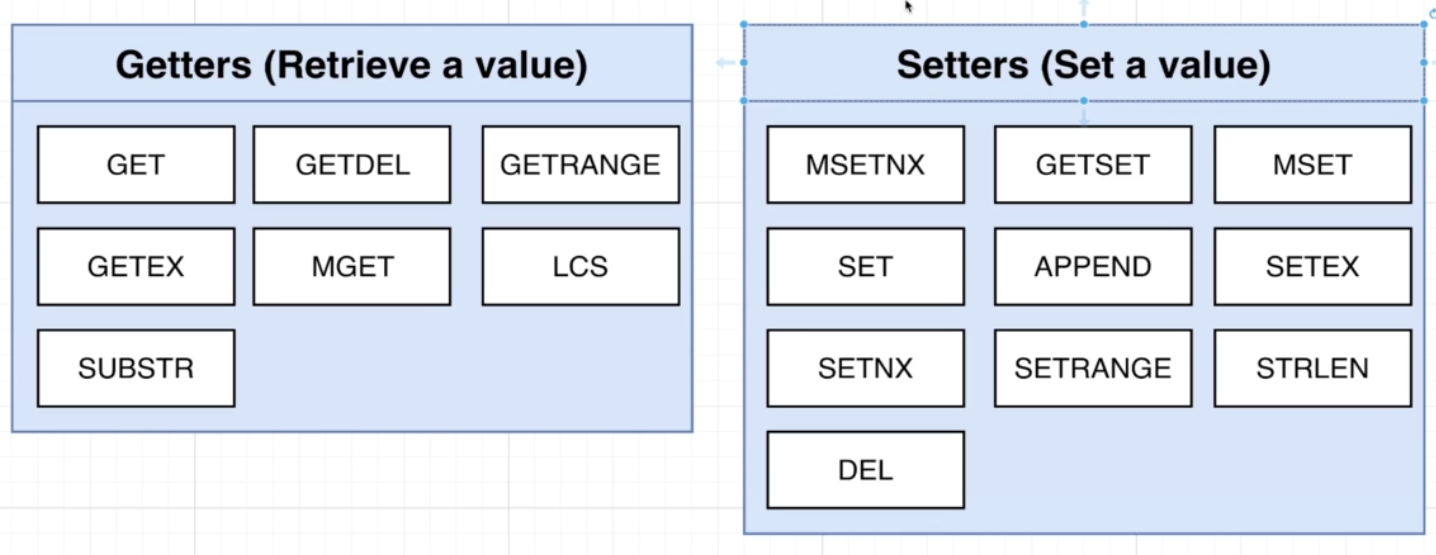 Getters (Retrieve a value)
GET
GETDEL
GETRANGE
GETEX
MGET
LCS
SUBSTR
Setters (Set a value)
MSETNX
GETSET
MSET
SET
APPEND
SETEX
SETNX
SETRANGE
STRLEN
DEL